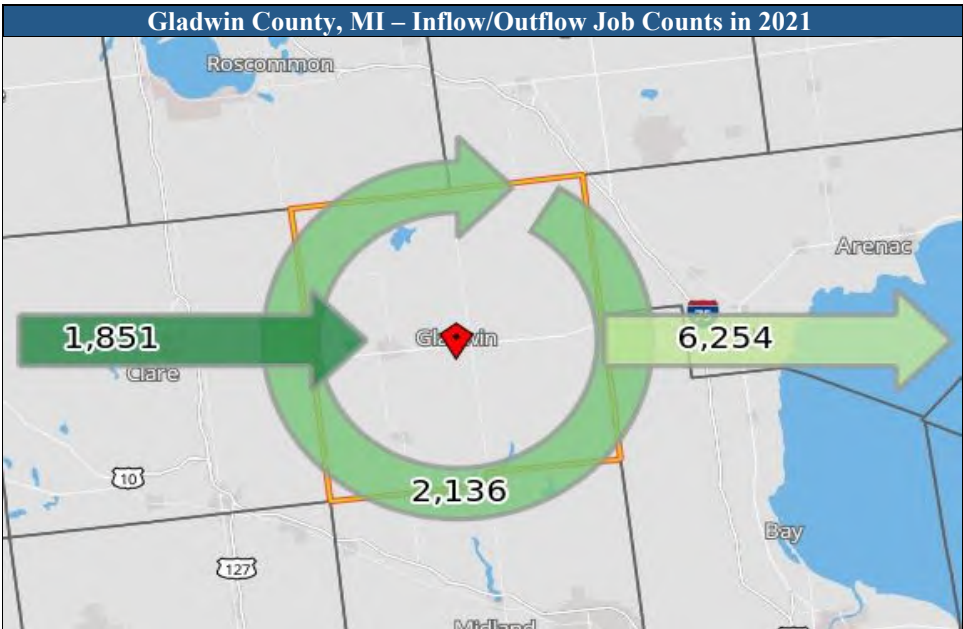 Gladwin County, MI – Inflow/Outflow Job Counts in 2021
Roscommon
Arenac
1,851
Gladwin
6,254
Clare
10
2,136
Bay
127
Midland